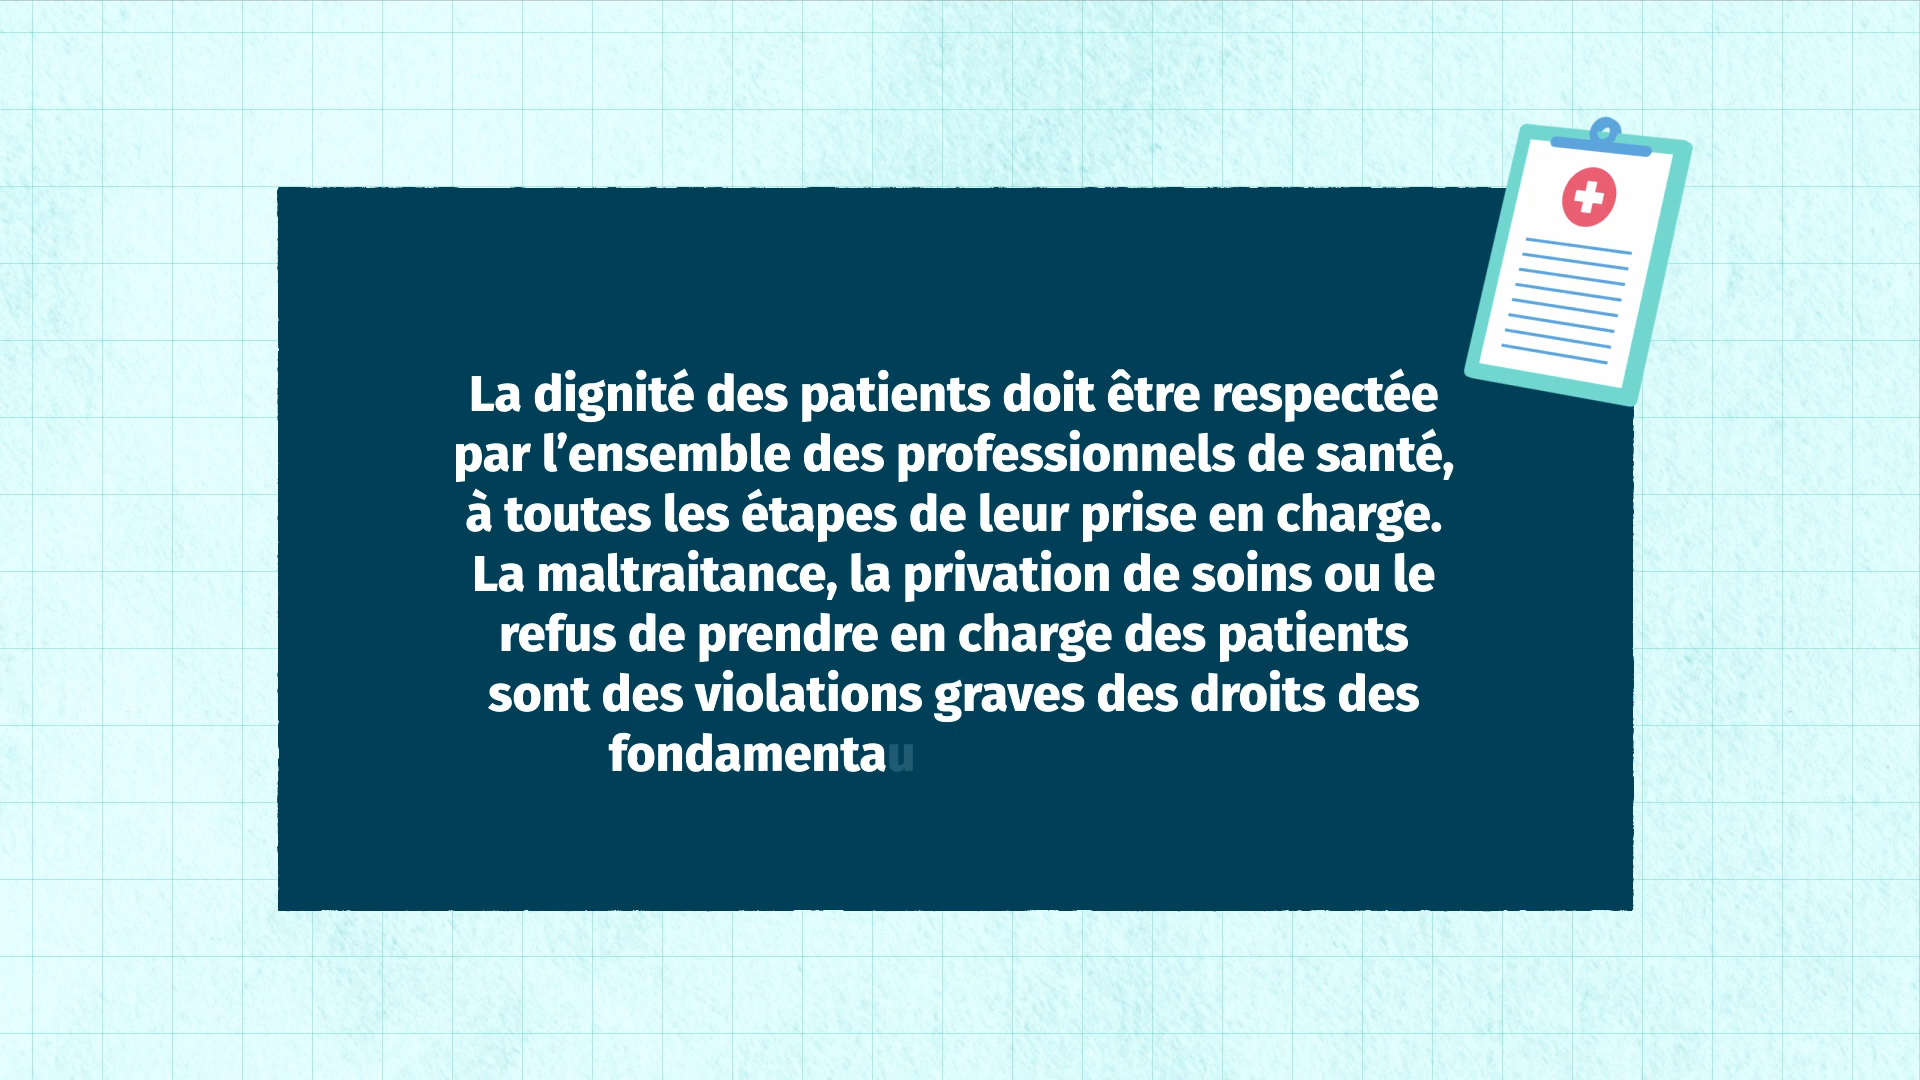 La dignité des patients doit être respectée
par l’ensemble des professionnels de santé,
à toutes les étapes de leur prise en charge.
La maltraitance, la privation de soins ou le
refus de prendre en charge des patients
sont des violations graves des droits des
fondamentau